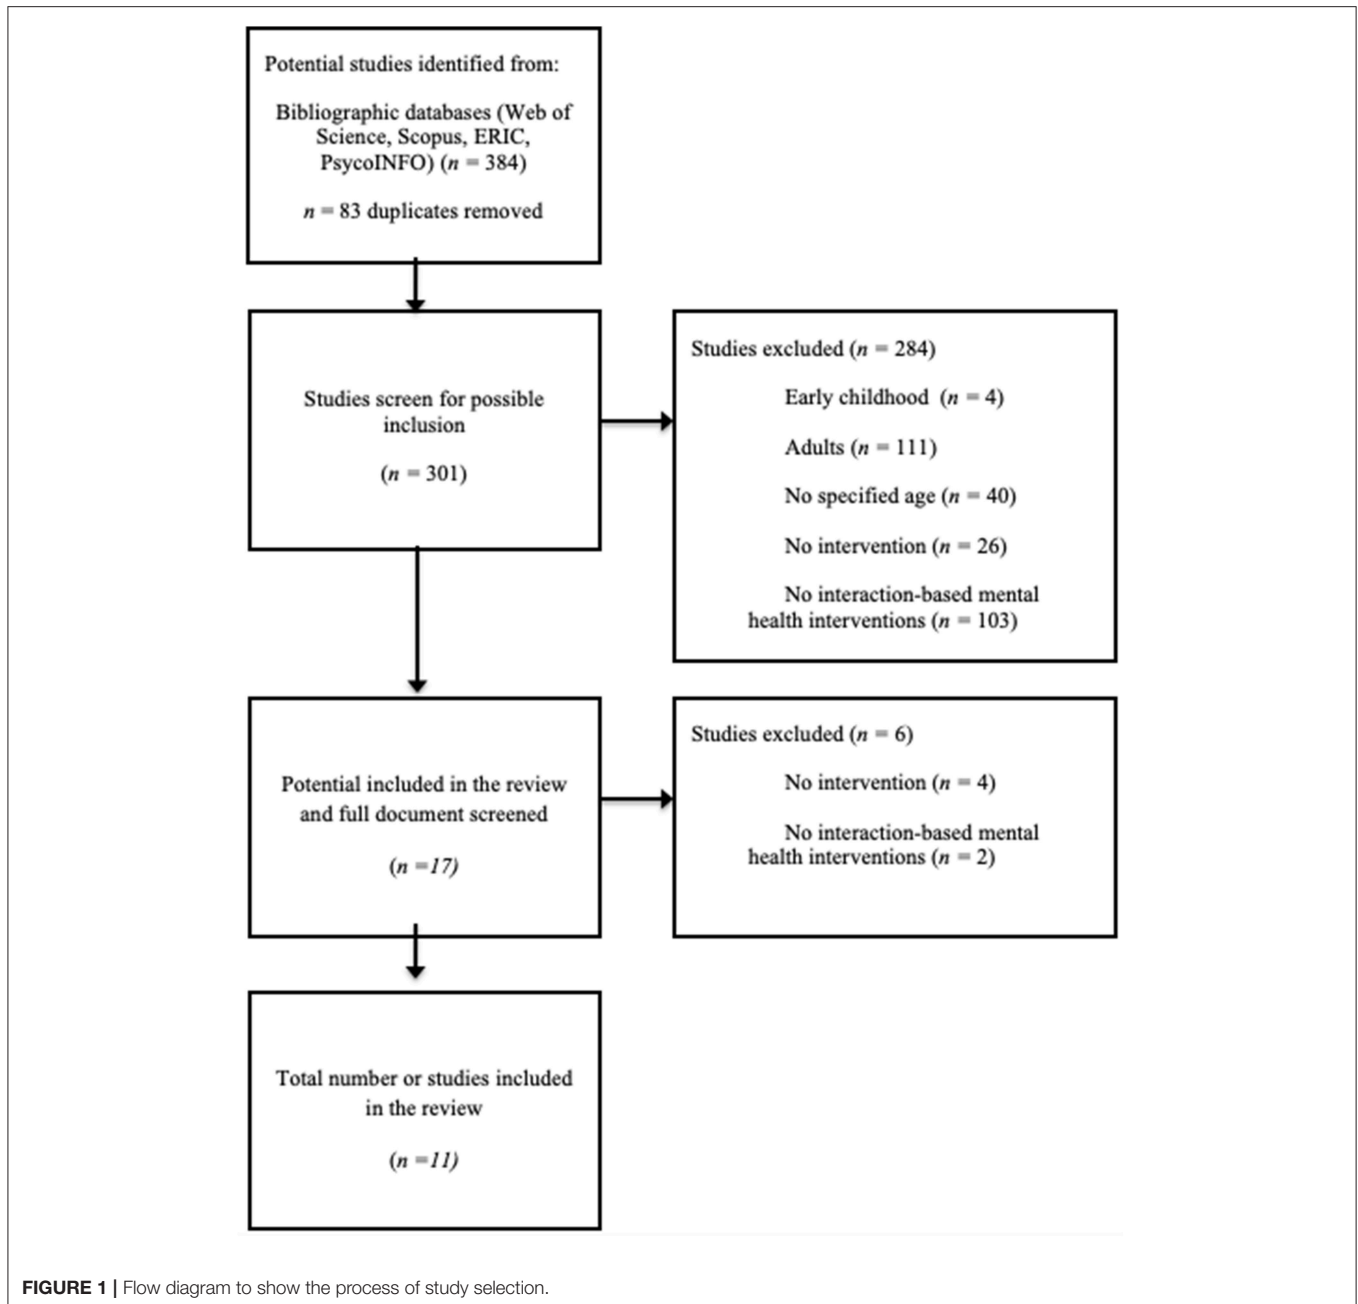 Potential studies identified from:
Bibliographic databases (Web of
Science, Scopus, ERIC,
PsycoINFO) (n = 384)
n = 83 duplicates removed
Studies screen for possible
inclusion
(n = 301)
Studies excluded (n = 284)
Early childhood (n = 4)
Adults (n = 111)
No specified age (n = 40)
No intervention (n = 26)
No interaction-based mental
health interventions (n = 103)
Potential included in the review
and full document screened
(n =17)
Studies excluded (n = 6)
No intervention (n = 4)
No interaction-based mental
health interventions (n = 2)
Total number or studies included
in the review
(n =11)
FIGURE 1 | Flow diagram to show the process of study selection.